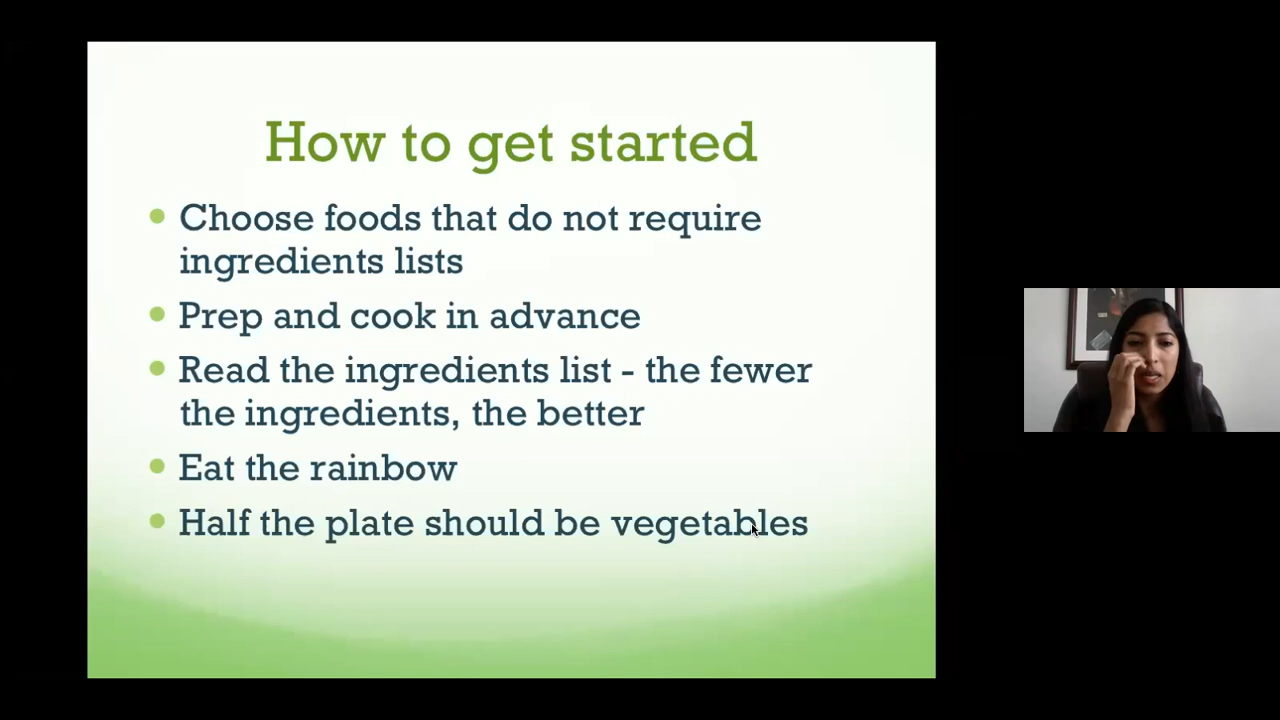 How to get started
Choose foods that do not require
ingredients lists
Prep and cook in advance
Read the ingredients list - the fewer
the ingredients, the better
Eat the rainbow
Half the plate should be vegetables